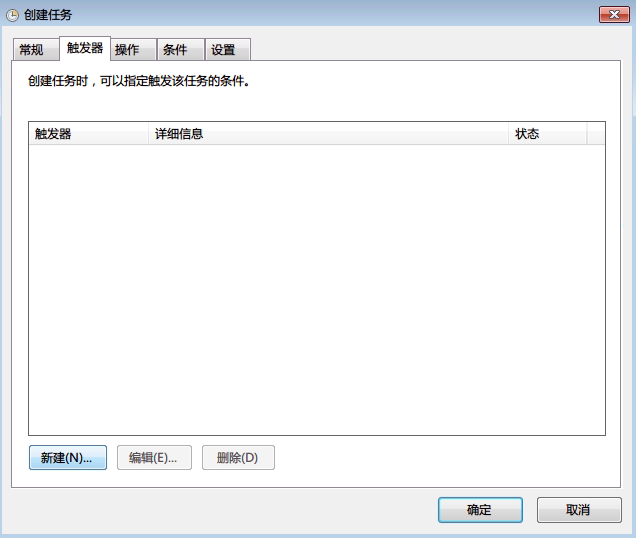 创建任务
常规 触发器 操作 条件 设置
创建任务时，可以指定触发该任务的条件。
触发器 详细信息 状态
新建(N)... 编辑(E)... 删除(D)
确定 取消